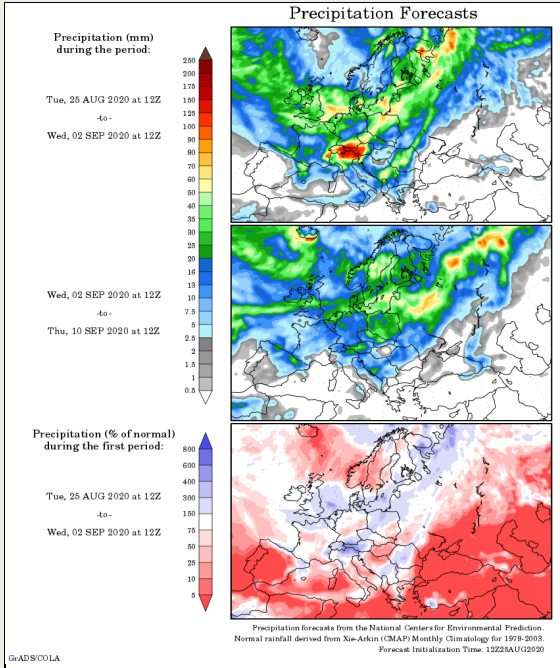 Precipitation Forecasts
Precipitation (mm)
during the period:
Tue, 25 AUG 2020 at 12Z
-to-
Wed, 02 SEP 2020 at 12Z
250
200
175
150
125
100
90
80
70
60
50
40
35
30
25
20
16
13
10
7.5
5
2.5
2
1.5
1
0.5
Wed, 02 SEP 2020 at 12Z
-to-
Thu, 10 SEP 2020 at 12Z
Precipitation (% of normal)
during the first period:
Tue, 25 AUG 2020 at 12Z
-to-
Wed, 02 SEP 2020 at 12Z
800
600
400
300
150
75
50
25
10
5
Precipitation forecasts from the National Centers for Environmental Prediction.
Normal rainfall derived from Xie-Arkin (CMAP) Monthly Climatology for 1979-2003.
Forecast Initialization Time: 12Z25AUG2020
GrADS/COLA